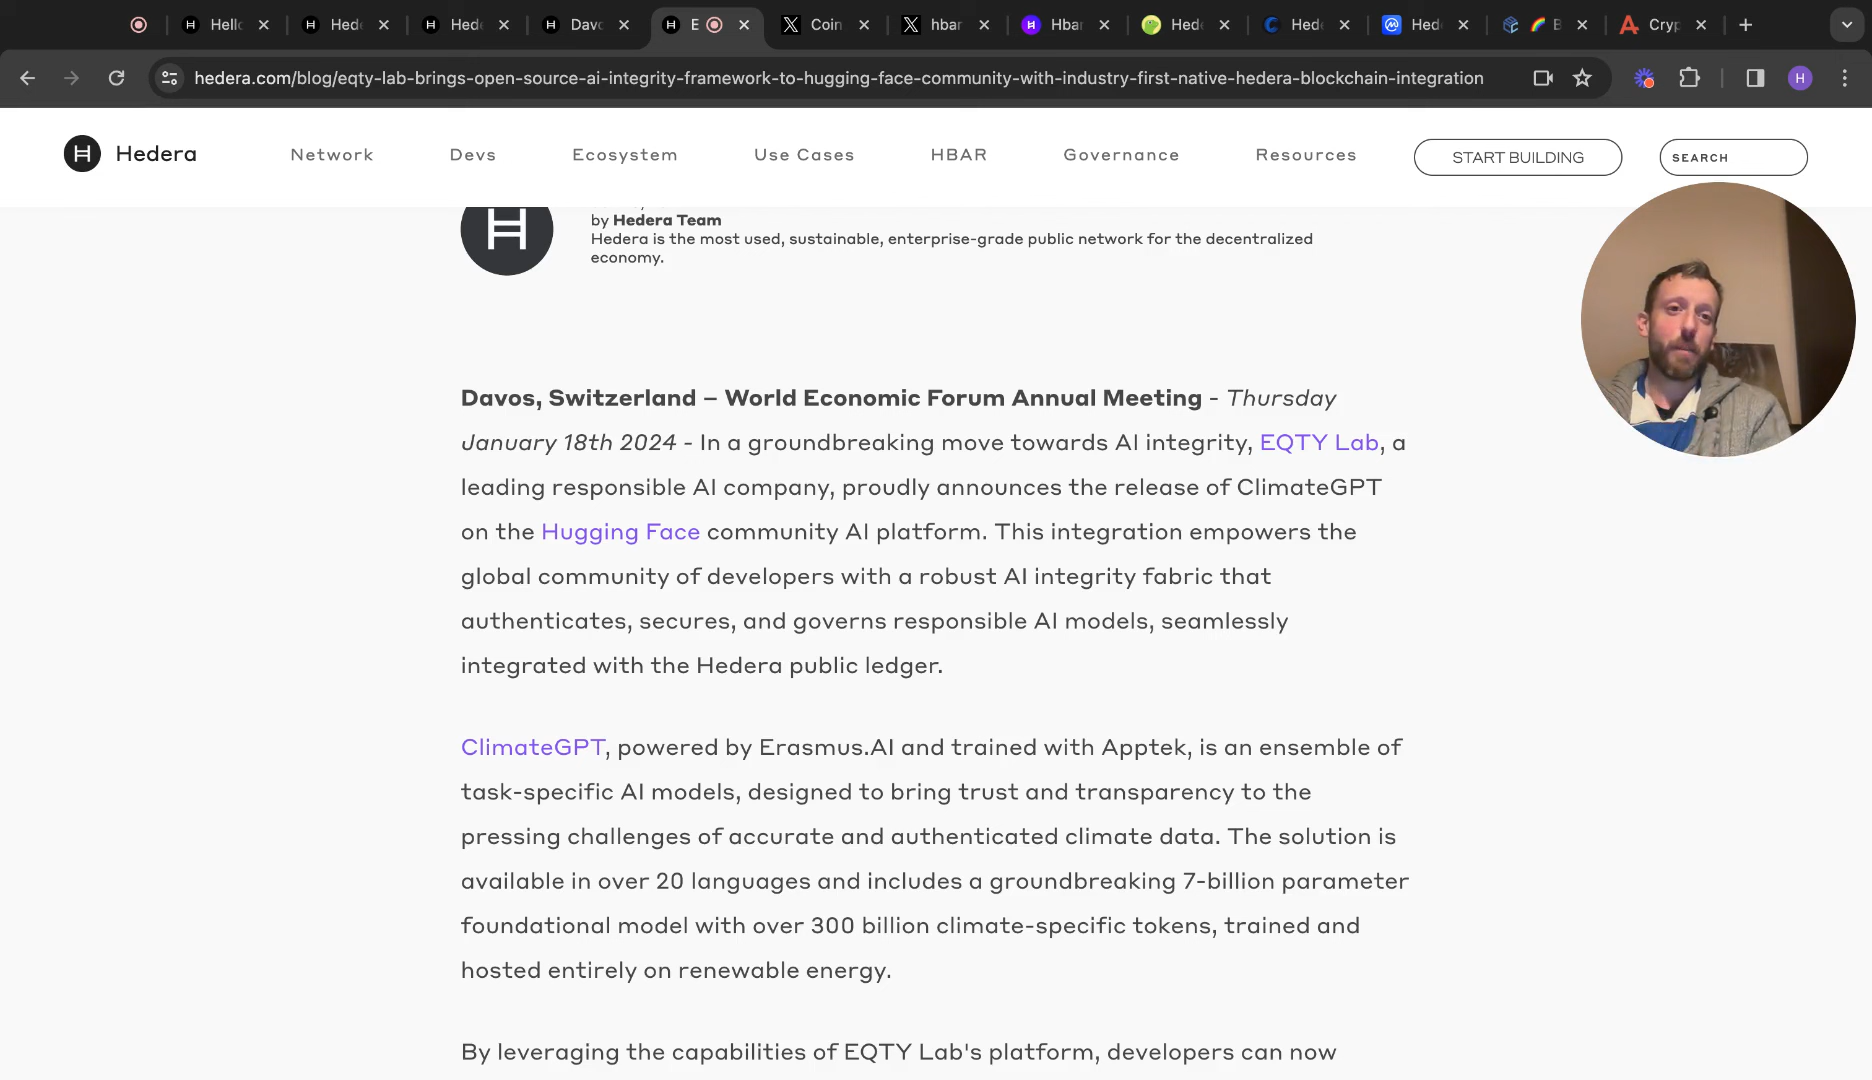 Hello
Hede
Hede
Davo
E
Coin
hbar
Hbar
Hede
Hede
Hede
B
Cryp
hedera.com/blog/eqty-lab-brings-open-source-ai-integrity-framework-to-hugging-face-community-with-industry-first-native-hedera-blockchain-integration
H
Hedera
Network
Devs
Ecosystem
Use Cases
HBAR
Governance
Resources
START BUILDING
SEARCH
by Hedera Team
Hedera is the most used, sustainable, enterprise-grade public network for the decentralized
economy.
Davos, Switzerland – World Economic Forum Annual Meeting - Thursday
January 18th 2024 - In a groundbreaking move towards AI integrity, EQTY Lab, a
leading responsible AI company, proudly announces the release of ClimateGPT
on the Hugging Face community AI platform. This integration empowers the
global community of developers with a robust AI integrity fabric that
authenticates, secures, and governs responsible AI models, seamlessly
integrated with the Hedera public ledger.
ClimateGPT, powered by Erasmus.AI and trained with Apptek, is an ensemble of
task-specific AI models, designed to bring trust and transparency to the
pressing challenges of accurate and authenticated climate data. The solution is
available in over 20 languages and includes a groundbreaking 7-billion parameter
foundational model with over 300 billion climate-specific tokens, trained and
hosted entirely on renewable energy.
By leveraging the capabilities of EQTY Lab's platform, developers can now